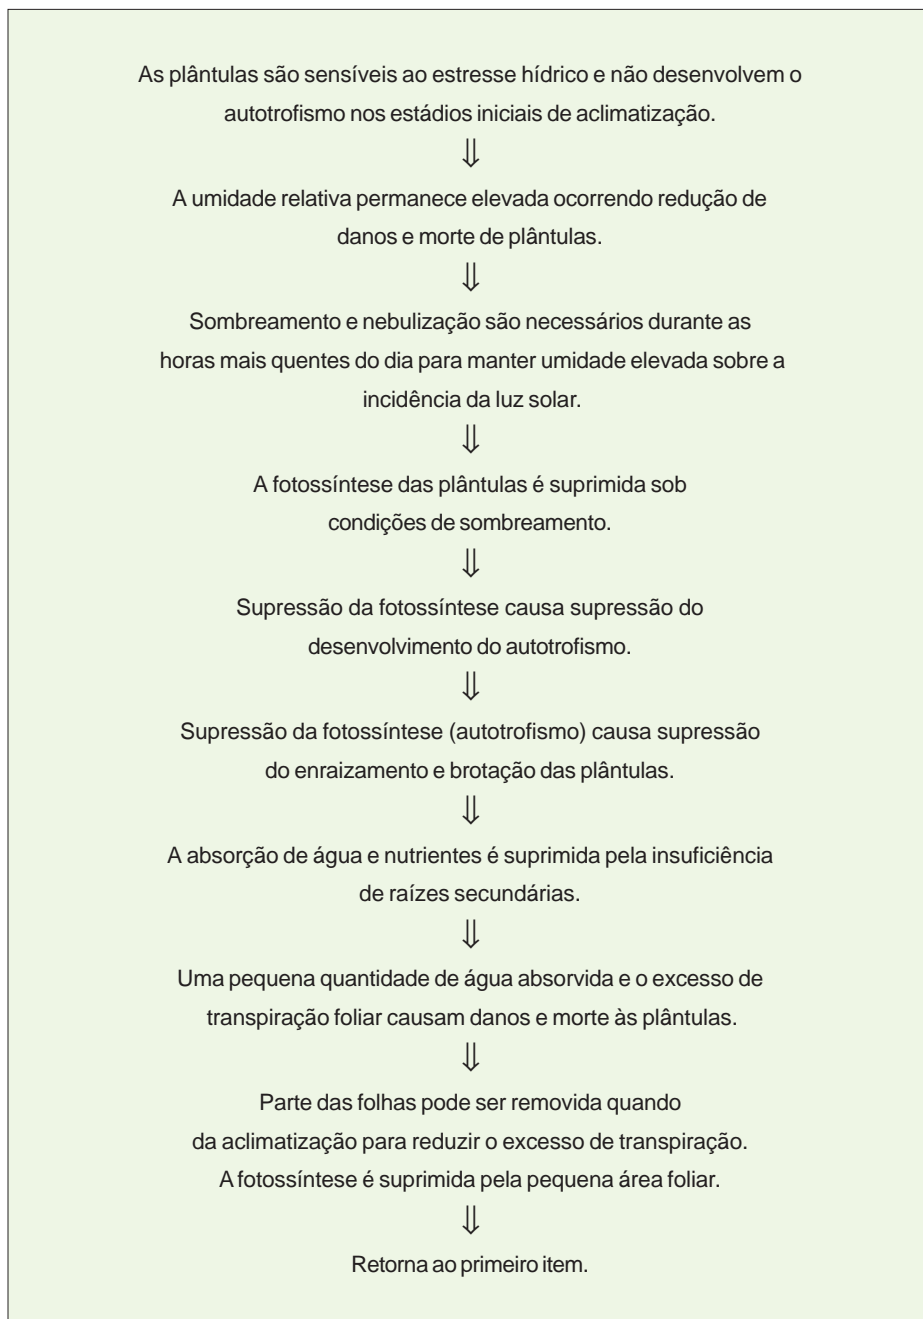 As plântulas são sensíveis ao estresse hídrico e não desenvolvem o
autotrofismo nos estádios iniciais de aclimatização.
⇓
A umidade relativa permanece elevada ocorrendo redução de
danos e morte de plântulas.
⇓
Sombreamento e nebulização são necessários durante as
horas mais quentes do dia para manter umidade elevada sobre a
incidência da luz solar.
⇓
A fotossíntese das plântulas é suprimida sob
condições de sombreamento.
⇓
Supressão da fotossíntese causa supressão do
desenvolvimento do autotrofismo.
⇓
Supressão da fotossíntese (autotrofismo) causa supressão
do enraizamento e brotação das plântulas.
⇓
A absorção de água e nutrientes é suprimida pela insuficiência
de raízes secundárias.
⇓
Uma pequena quantidade de água absorvida e o excesso de
transpiração foliar causam danos e morte às plântulas.
⇓
Parte das folhas pode ser removida quando
da aclimatização para reduzir o excesso de transpiração.
A fotossíntese é suprimida pela pequena área foliar.
⇓
Retorna ao primeiro item.